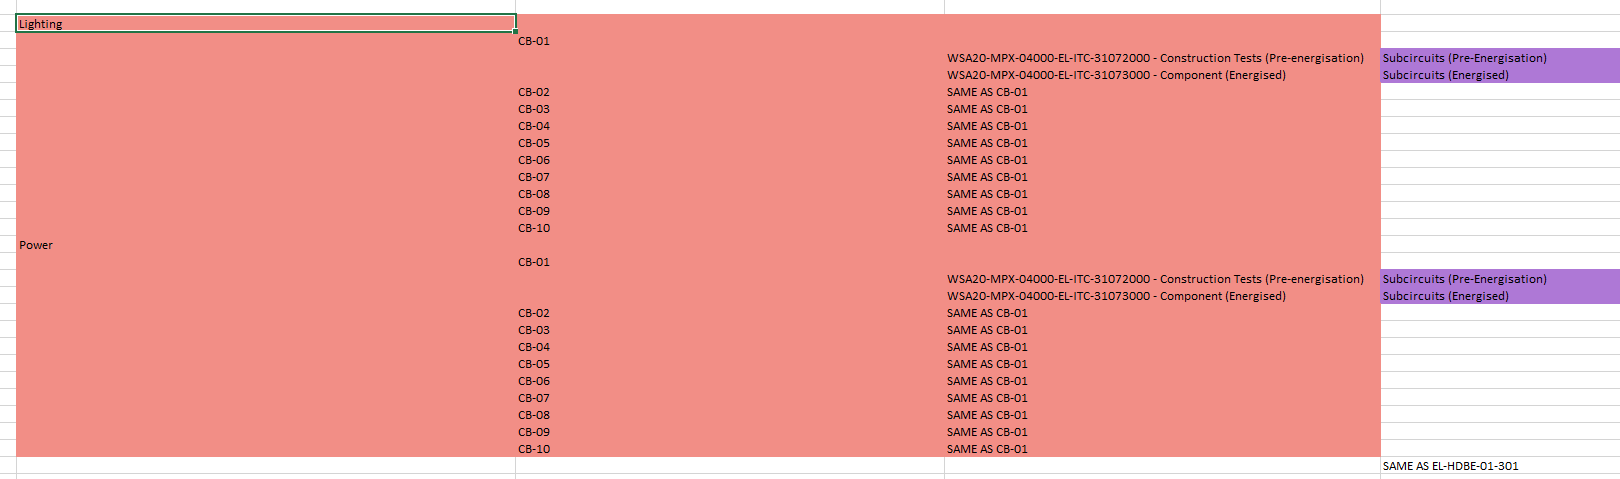 Lighting
CB-01
WSA20-MPX-04000-EL-ITC-31072000 - Construction Tests (Pre-energisation) Subcircuits (Pre-Energisation)
WSA20-MPX-04000-EL-ITC-31073000 - Component (Energised) Subcircuits (Energised)
CB-02 SAME AS CB-01
CB-03 SAME AS CB-01
CB-04 SAME AS CB-01
CB-05 SAME AS CB-01
CB-06 SAME AS CB-01
CB-07 SAME AS CB-01
CB-08 SAME AS CB-01
CB-09 SAME AS CB-01
CB-10 SAME AS CB-01
Power
CB-01
WSA20-MPX-04000-EL-ITC-31072000 - Construction Tests (Pre-energisation) Subcircuits (Pre-Energisation)
WSA20-MPX-04000-EL-ITC-31073000 - Component (Energised) Subcircuits (Energised)
CB-02 SAME AS CB-01
CB-03 SAME AS CB-01
CB-04 SAME AS CB-01
CB-05 SAME AS CB-01
CB-06 SAME AS CB-01
CB-07 SAME AS CB-01
CB-08 SAME AS CB-01
CB-09 SAME AS CB-01
CB-10 SAME AS CB-01
SAME AS EL-HDBE-01-301